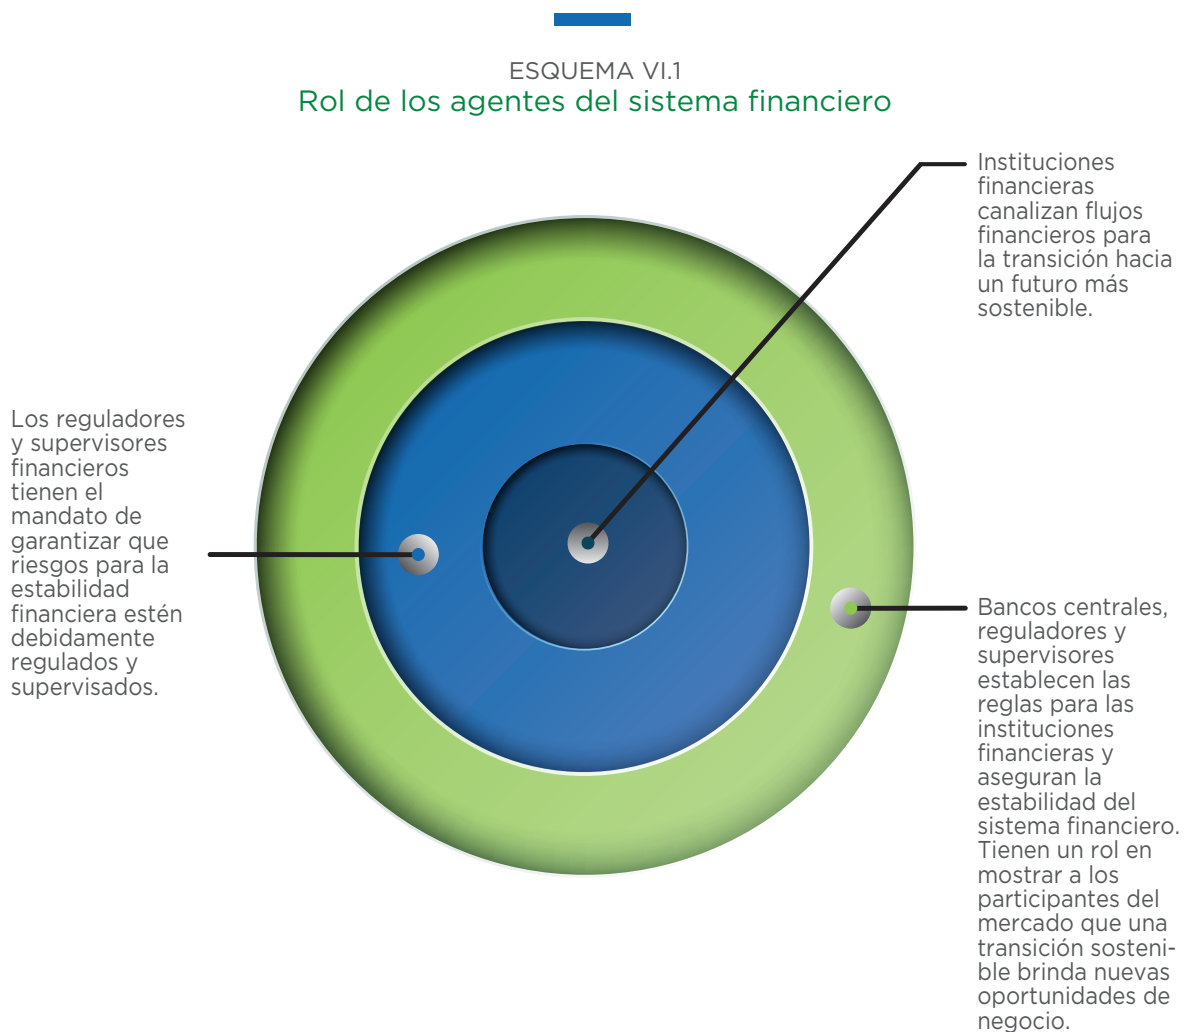 ESQUEMA VI.1
Rol de los agentes del sistema financiero
Instituciones
financieras
canalizan flujos
financieros para
la transición hacia
un futuro más
sostenible.
Los reguladores
y supervisores
financieros
tienen el
mandato de
garantizar que
riesgos para la
estabilidad
financiera estén
debidamente
regulados y
supervisados.
Bancos centrales,
reguladores y
supervisores
establecen las
reglas para las
instituciones
financieras y
aseguran la
estabilidad del
sistema financiero.
Tienen un rol en
mostrar a los
participantes del
mercado que una
transición sosteni-
ble brinda nuevas
oportunidades de
negocio.